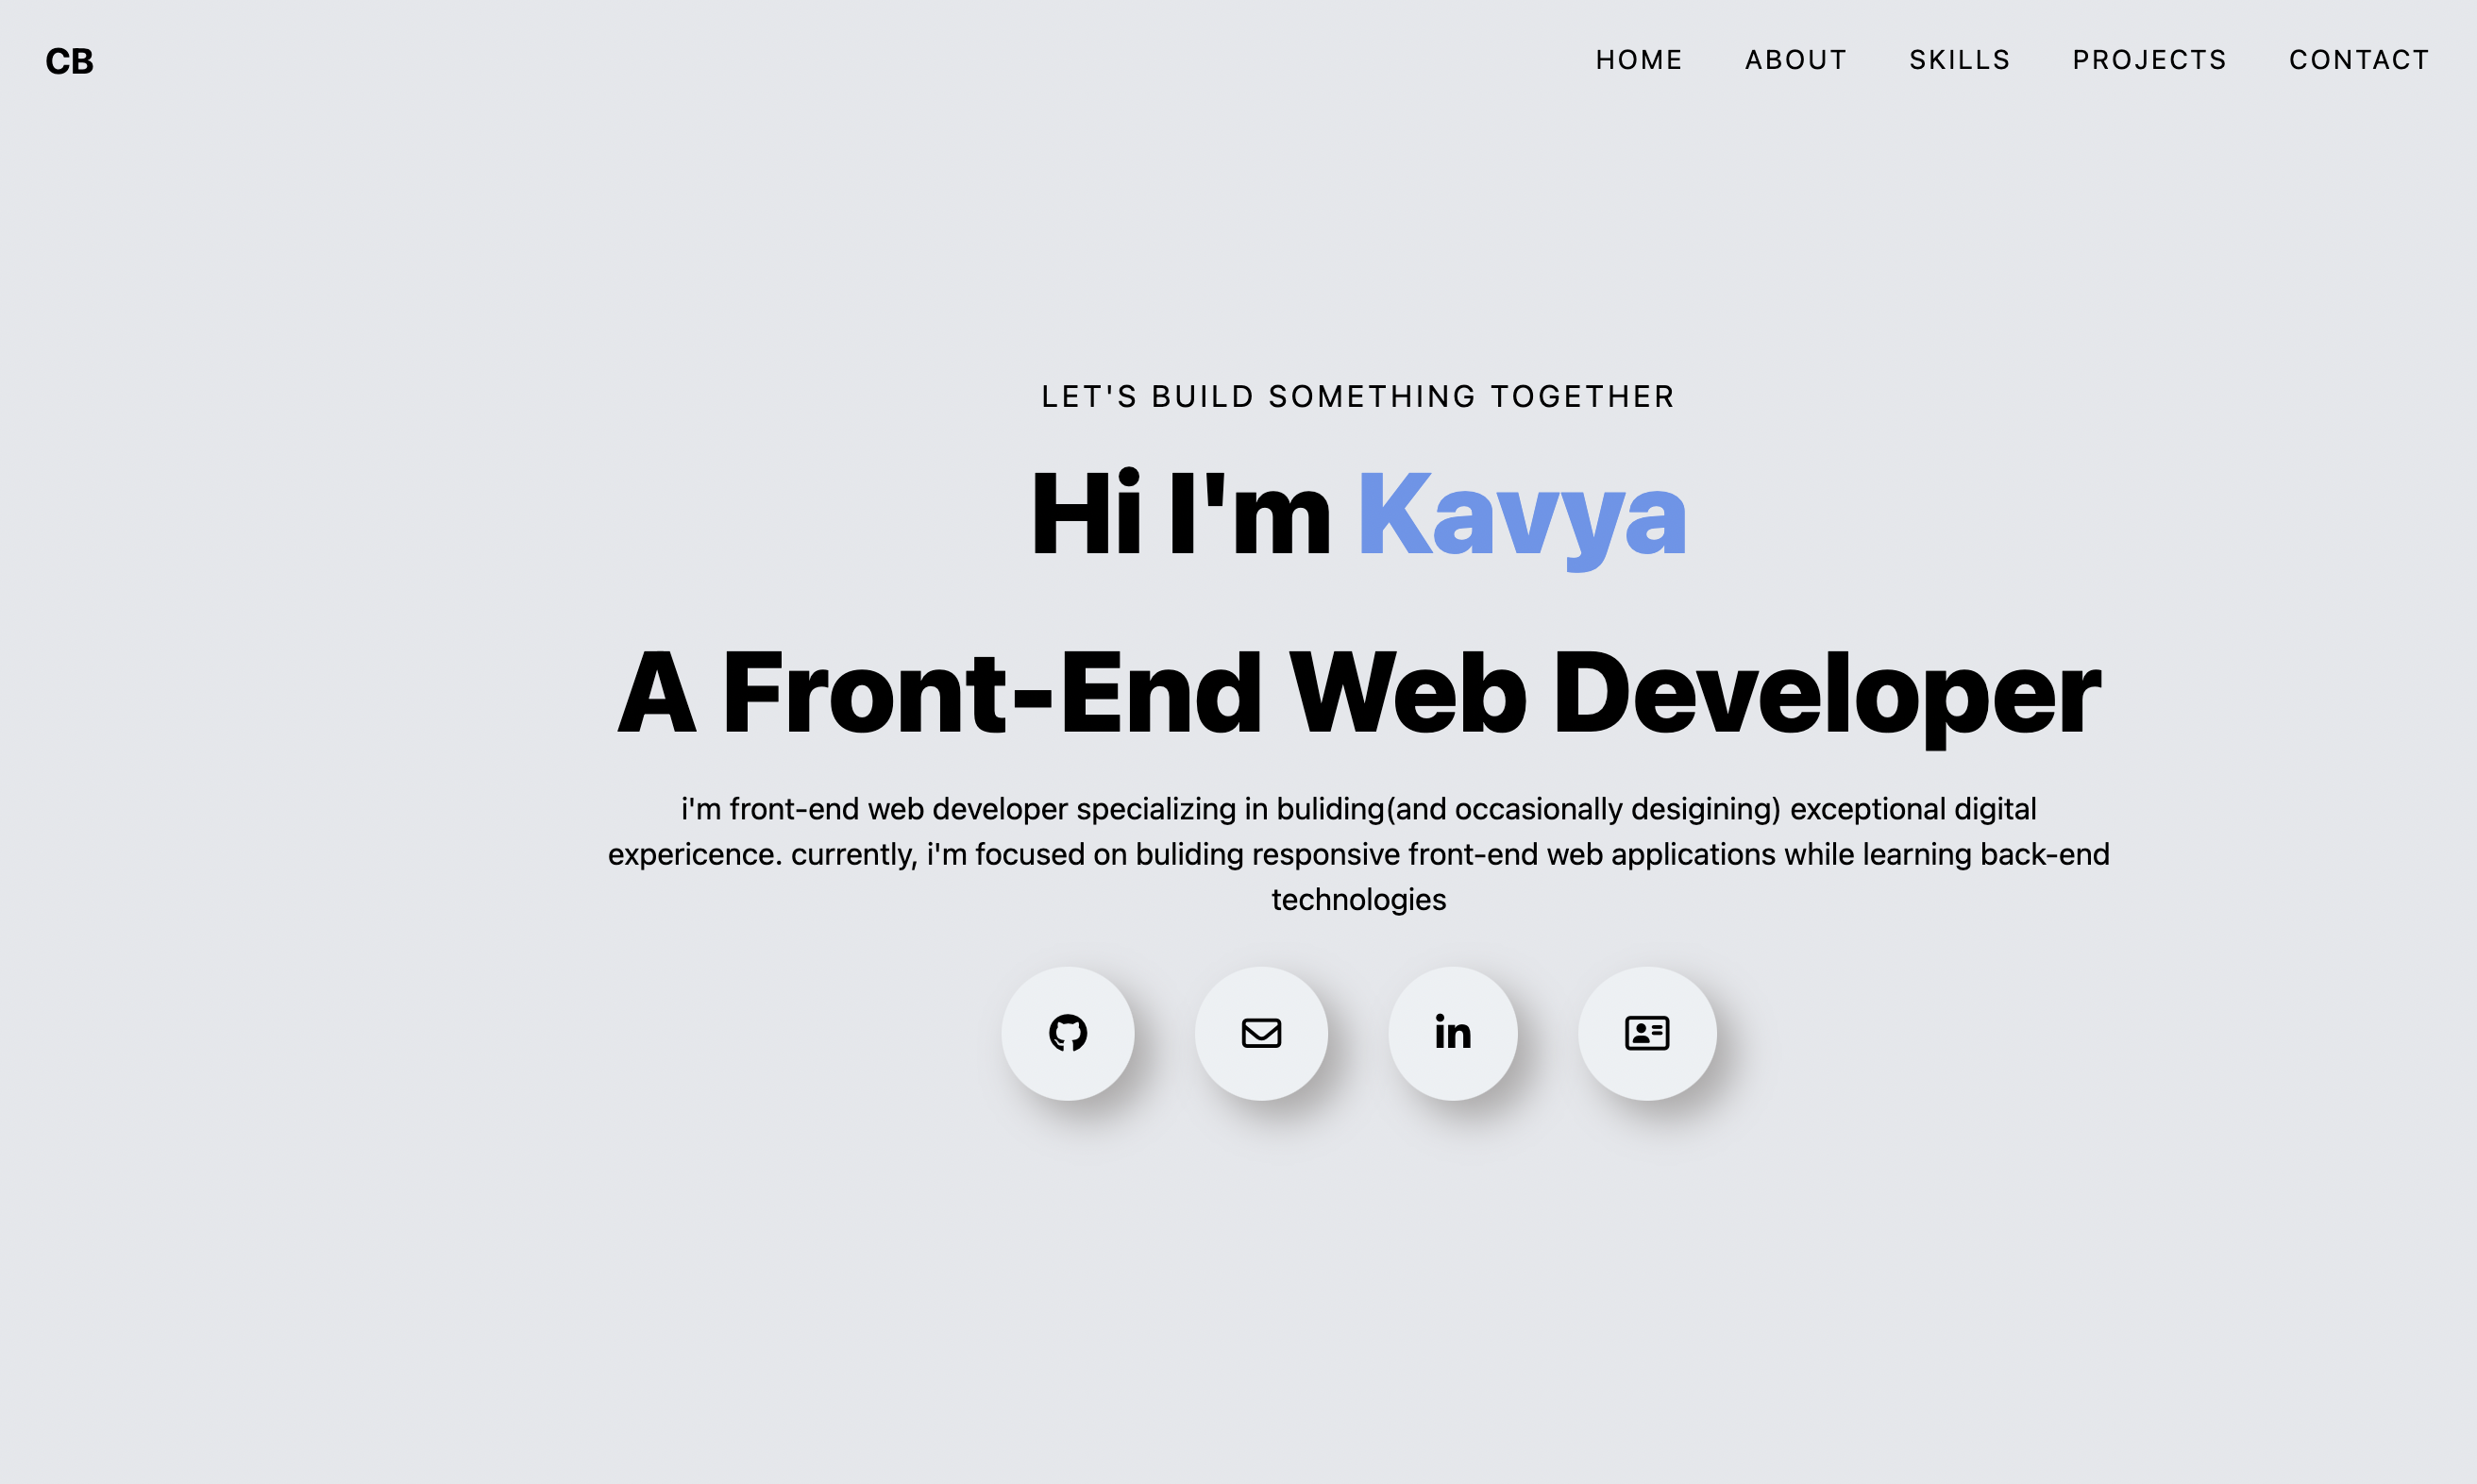 CB
HOME ABOUT SKILLS PROJECTS CONTACT
LET'S BUILD SOMETHING TOGETHER
Hi I'm Kavya
A Front-End Web Developer
i'm front-end web developer specializing in buliding(and occasionally desigining) exceptional digital
expericence. currently, i'm focused on buliding responsive front-end web applications while learning back-end
technologies
in